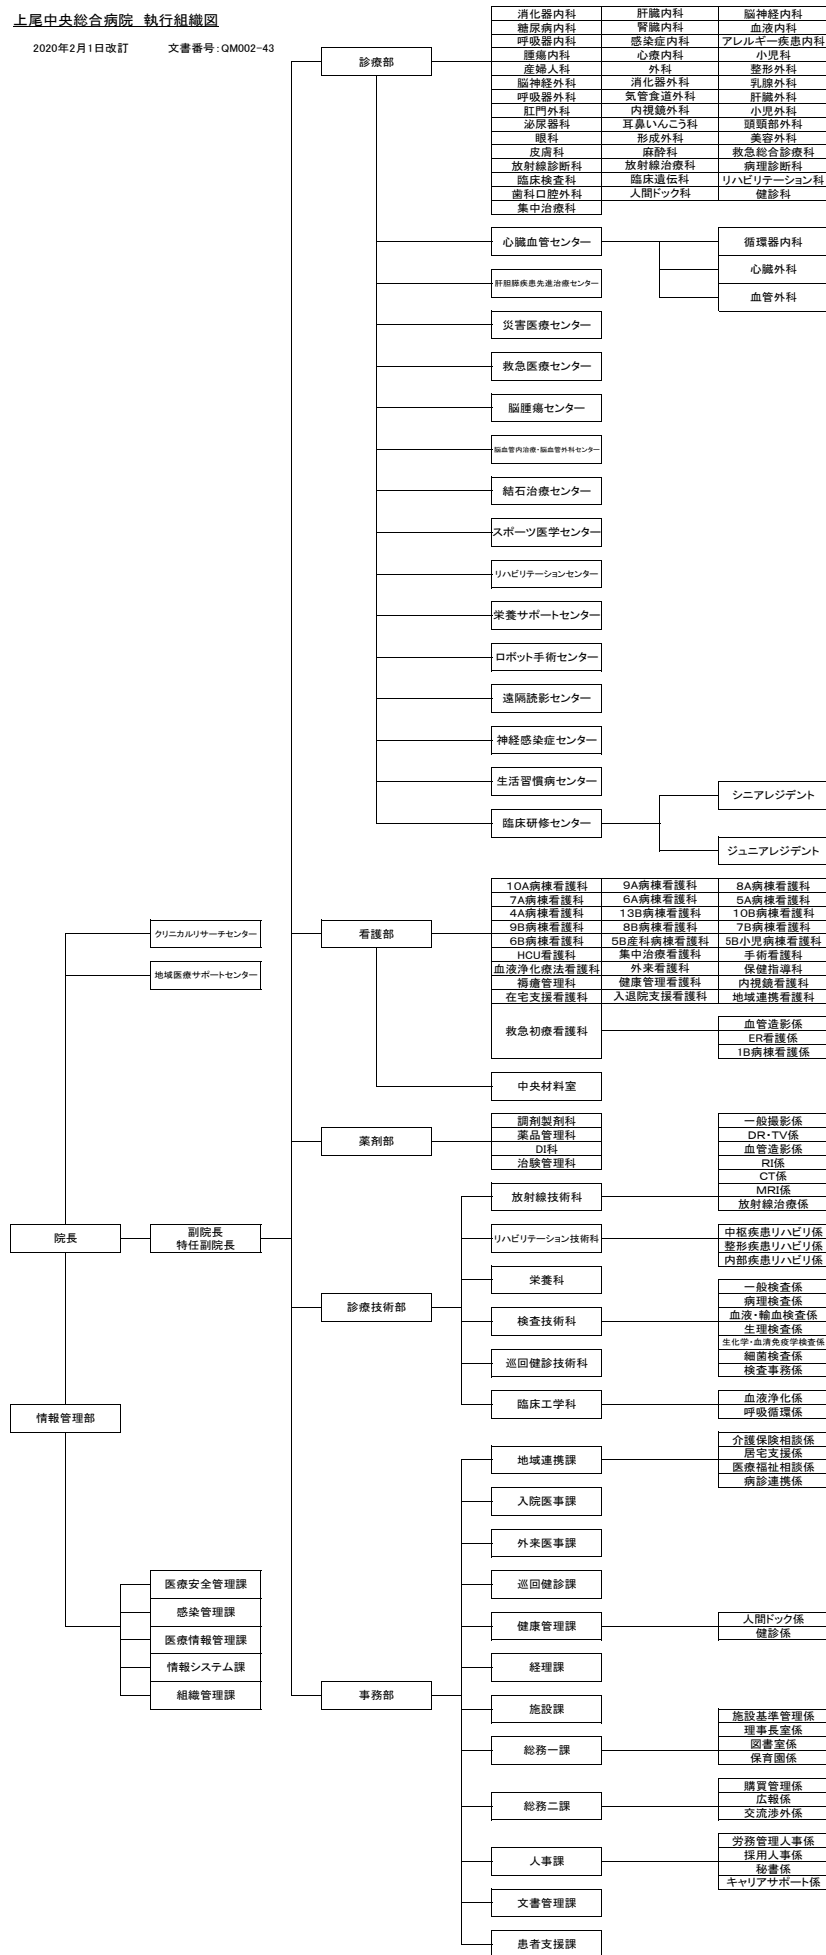 上尾中央総合病院 執行組織図
2020年2月1日改訂 文書番号:QM002-43
診療部
消化器内科 肝臓内科 脳神経内科
糖尿病内科 腎臓内科 血液内科
呼吸器内科 感染症内科 アレルギー疾患内科
腫瘍内科 心療内科 小児科
産婦人科 外科 整形外科
脳神経外科 消化器外科 乳腺外科
呼吸器外科 気管食道外科 肝臓外科
肛門外科 内視鏡外科 小児外科
泌尿器科 耳鼻いんこう科 頭頸部外科
眼科 形成外科 美容外科
皮膚科 麻酔科 救急総合診療科
放射線診断科 放射線治療科 病理診断科
臨床検査科 臨床遺伝科 リハビリテーション科
歯科口腔外科 人間ドック科 健診科
集中治療科
心臓血管センター
循環器内科
心臓外科
血管外科
肝胆膵疾患先進治療センター
災害医療センター
救急医療センター
脳腫瘍センター
脳血管内治療・脳血管外科センター
結石治療センター
スポーツ医学センター
リハビリテーションセンター
栄養サポートセンター
ロボット手術センター
遠隔読影センター
神経感染症センター
生活習慣病センター
臨床研修センター
シニアレジデント
ジュニアレジデント
クリニカルリサーチセンター
地域医療サポートセンター
看護部
10A病棟看護科 9A病棟看護科 8A病棟看護科
7A病棟看護科 6A病棟看護科 5A病棟看護科
4A病棟看護科 13B病棟看護科 10B病棟看護科
9B病棟看護科 8B病棟看護科 7B病棟看護科
6B病棟看護科 5B産科病棟看護科 5B小児病棟看護科
HCU看護科 集中治療看護科 手術看護科
血液浄化療法看護科 外来看護科 保健指導科
褥瘡管理科 健康管理看護科 内視鏡看護科
在宅支援看護科 入退院支援看護科 地域連携看護科
救急初療看護科
血管造影係
ER看護係
1B病棟看護係
中央材料室
薬剤部
調剤製剤科
薬品管理科
DI科
治験管理科
院長
副院長
特任副院長
診療技術部
放射線技術科
一般撮影係
DR・TV係
血管造影係
RI係
CT係
MRI係
放射線治療係
リハビリテーション技術科
中枢疾患リハビリ係
整形疾患リハビリ係
内部疾患リハビリ係
栄養科
検査技術科
一般検査係
病理検査係
血液・輸血検査係
生理検査係
生化学・血清免疫学検査係
細菌検査係
検査事務係
巡回健診技術科
臨床工学科
血液浄化係
呼吸循環係
情報管理部
医療安全管理課
感染管理課
医療情報管理課
情報システム課
組織管理課
事務部
地域連携課
介護保険相談係
居宅支援係
医療福祉相談係
病診連携係
入院医事課
外来医事課
巡回健診課
健康管理課
人間ドック係
健診係
経理課
施設課
総務一課
施設基準管理係
理事長室係
図書室係
保育園係
総務二課
購買管理係
広報係
交流渉外係
人事課
労務管理人事係
採用人事係
秘書係
キャリアサポート係
文書管理課
患者支援課